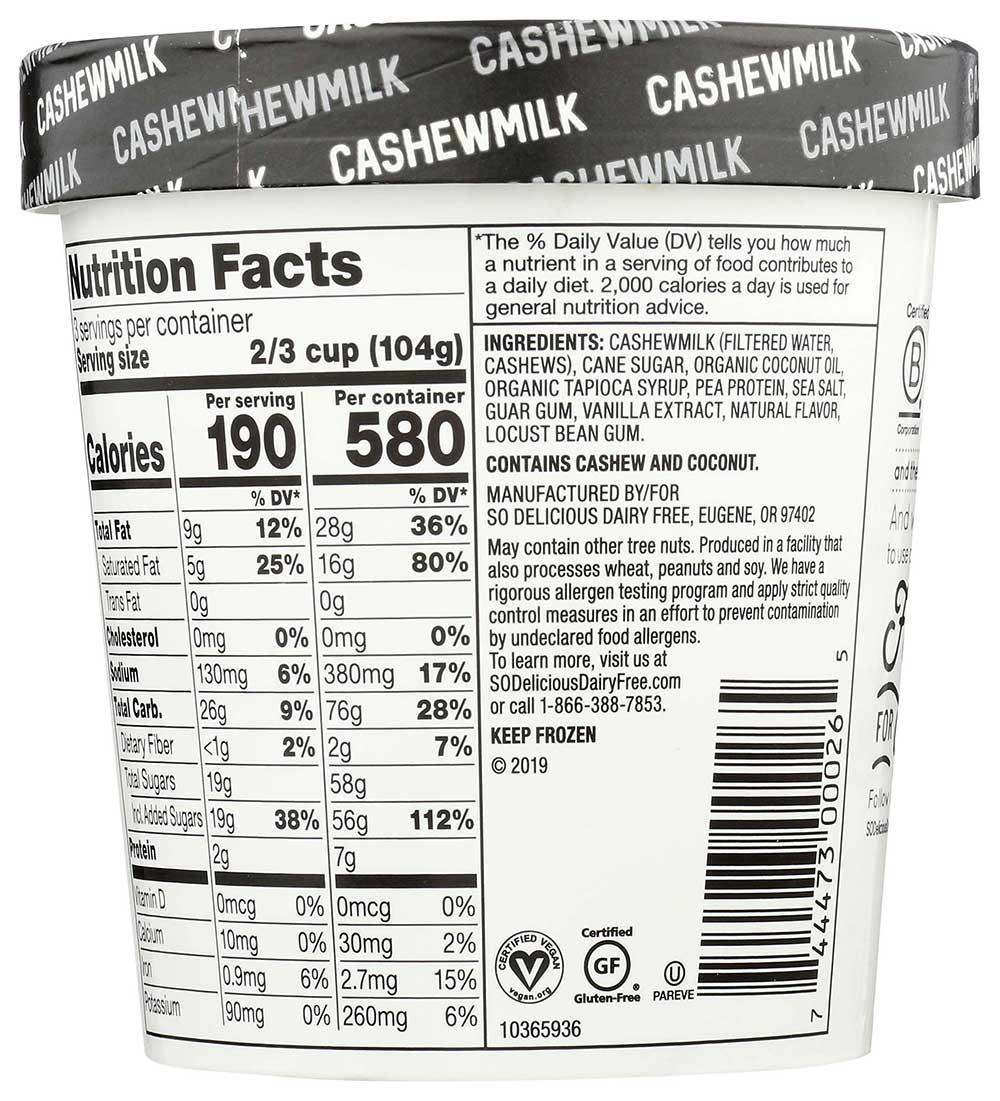 CASHEWMILK
CASHEWMILK
CASHEWMILK
CASHEWMILK
CASHEWMILK
CASHEWMILK
Nutrition Facts
3 servings per container
Serving size 2/3 cup (104g)
Per serving Per container
Calories 190 580
% DV* % DV*
Total Fat 9g 12% 28g 36%
Saturated Fat 5g 25% 16g 80%
Trans Fat 0g 0g
Cholesterol 0mg 0% 0mg 0%
Sodium 130mg 6% 380mg 17%
Total Carb. 26g 9% 76g 28%
Dietary Fiber <1g 2% 2g 7%
Total Sugars 19g 58g
Incl. Added Sugars 19g 38% 56g 112%
Protein 2g 7g
Vitamin D 0mcg 0% 0mcg 0%
Calcium 10mg 0% 30mg 2%
Iron 0.9mg 6% 2.7mg 15%
Potassium 90mg 0% 260mg 6%
*The % Daily Value (DV) tells you how much
a nutrient in a serving of food contributes to
a daily diet. 2,000 calories a day is used for
general nutrition advice.
INGREDIENTS: CASHEWMILK (FILTERED WATER,
CASHEWS), CANE SUGAR, ORGANIC COCONUT OIL,
ORGANIC TAPIOCA SYRUP, PEA PROTEIN, SEA SALT,
GUAR GUM, VANILLA EXTRACT, NATURAL FLAVOR,
LOCUST BEAN GUM.
CONTAINS CASHEW AND COCONUT.
MANUFACTURED BY/FOR
SO DELICIOUS DAIRY FREE, EUGENE, OR 97402
May contain other tree nuts. Produced in a facility that
also processes wheat, peanuts and soy. We have a
rigorous allergen testing program and apply strict quality
control measures in an effort to prevent contamination
by undeclared food allergens.
To learn more, visit us at
SODeliciousDairyFree.com
or call 1-866-388-7853.
KEEP FROZEN
© 2019
CERTIFIED VEGAN
vegan.org
Certified
GF
®
Gluten-Free
U
PAREVE
10365936
7 44473 00026 5
Certified
B
Corporation
and the
And
to use
FOR
Follow